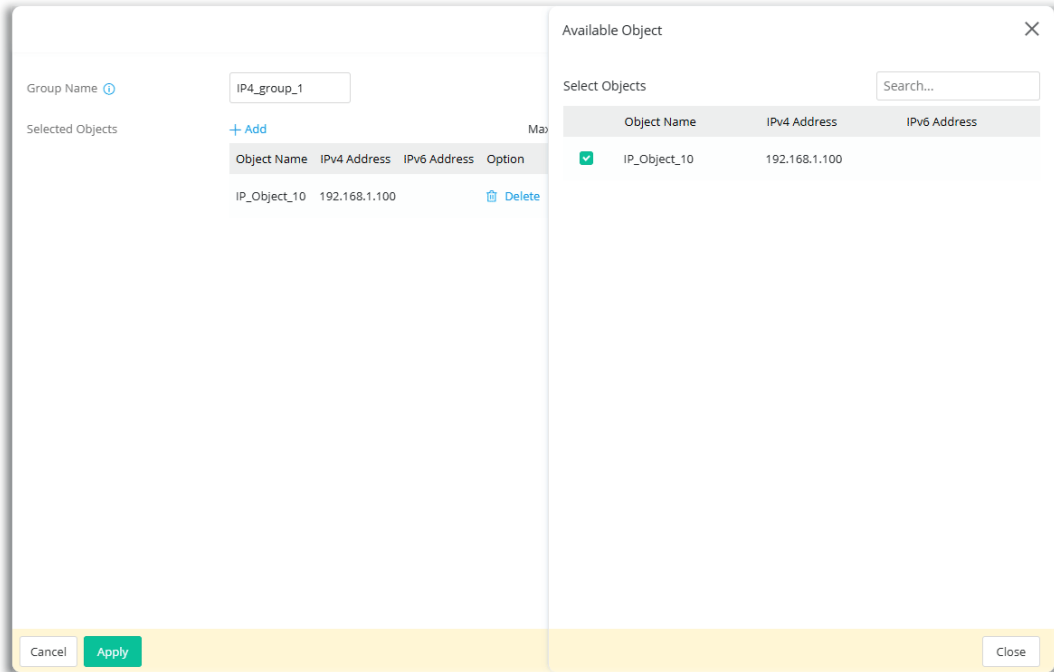 Group Name
IP4_group_1
Selected Objects
+ Add
Max
Object Name IPv4 Address IPv6 Address Option
IP_Object_10 192.168.1.100 Delete
Cancel
Apply
Available Object
Select Objects
Search...
Object Name IPv4 Address IPv6 Address
IP_Object_10 192.168.1.100
Close